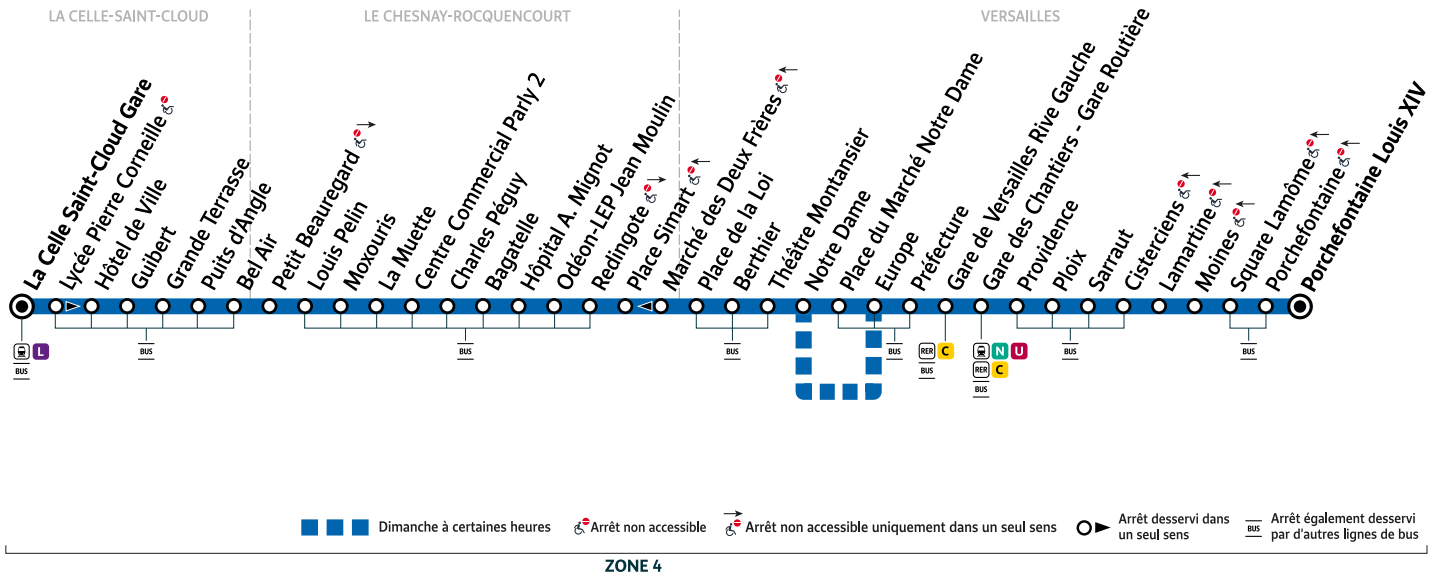 LA CELLE-SAINT-CLOUD
LE CHESNAY-ROCQUENCOURT
VERSAILLES
La Celle Saint-Cloud Gare
Lycée Pierre Corneille
Hôtel de Ville
Guibert
Grande Terrasse
Puits d'Angle
Bel Air
Petit Beauregard
Louis Pelin
Moxouris
La Muette
Centre Commercial Parly 2
Charles Péguy
Bagatelle
Hôpital A. Mignot
Odéon-LEP Jean Moulin
Redingote
Place Simart
Marché des Deux Frères
Place de la Loi
Berthier
Théâtre Montansier
Notre Dame
Place du Marché Notre Dame
Europe
Préfecture
Gare de Versailles Rive Gauche
Gare des Chantiers - Gare Routière
Providence
Ploix
Sarraut
Cisterciens
Lamartine
Moines
Square Lamôme
Porchefontaine
Porchefontaine Louis XIV
L
BUS
BUS
BUS
BUS
BUS
RER C
BUS
N U
RER C
BUS
BUS
BUS
Dimanche à certaines heures
Arrêt non accessible
Arrêt non accessible uniquement dans un seul sens
Arrêt desservi dans
un seul sens
BUS
Arrêt également desservi
par d'autres lignes de bus
ZONE 4